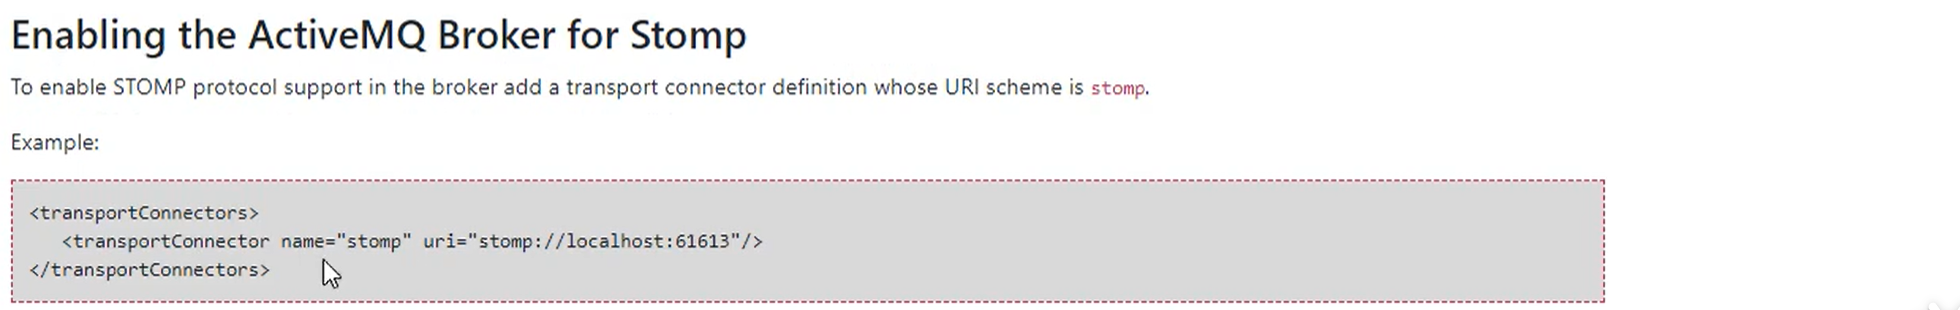 Enabling the ActiveMQ Broker for Stomp
To enable STOMP protocol support in the broker add a transport connector definition whose URI scheme is stomp.
Example:
<transportConnectors>
   <transportConnector name="stomp" uri="stomp://localhost:61613"/>
</transportConnectors>